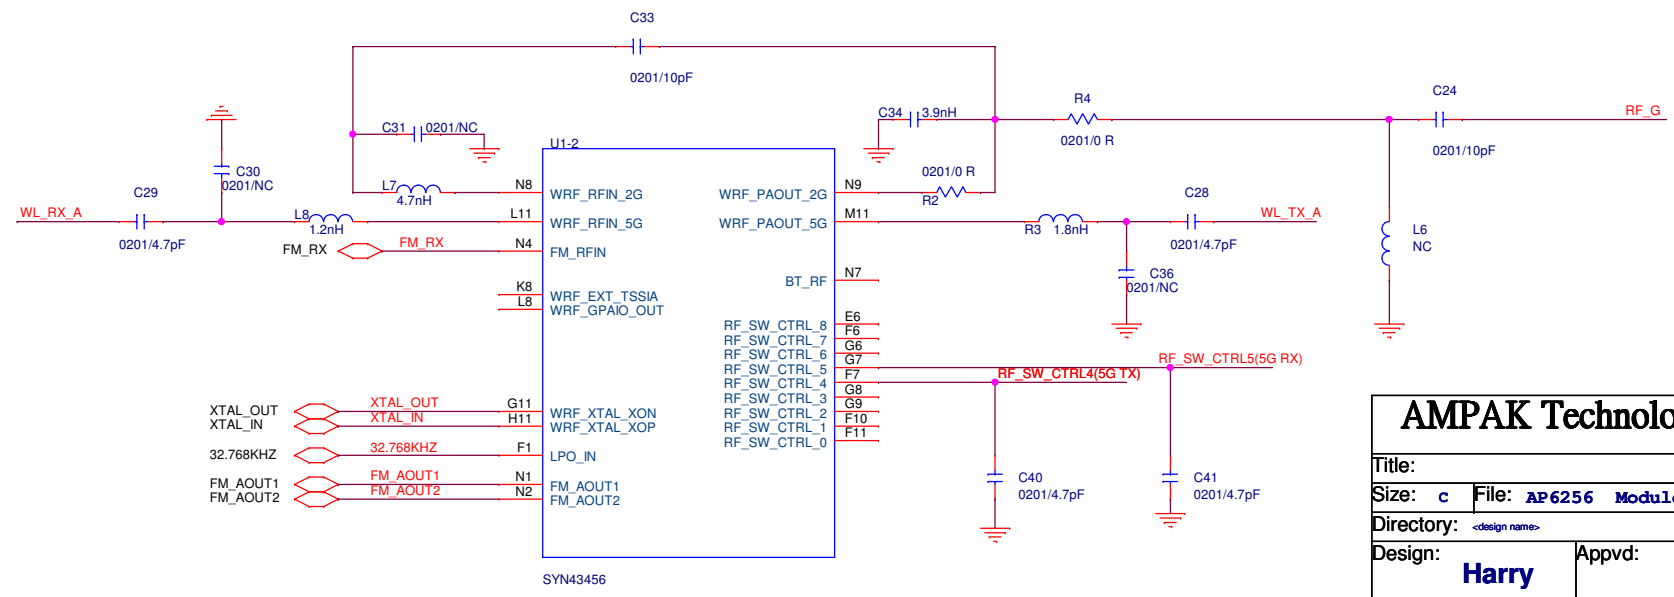 C33
0201/10pF
C24
RF_G
0201/10pF
R4
0201/0 R
C34
3.9nH
C31
0201/NC
U1-2
C30
0201/NC
C29
WL_RX_A
0201/4.7pF
L7
4.7nH
L8
1.2nH
N8
WRF_RFIN_2G
L11
WRF_RFIN_5G
FM_RX
FM_RX
N4
FM_RFIN
K8
WRF_EXT_TSSIA
L8
WRF_GPAIO_OUT
WRF_PAOUT_2G
N9
0201/0 R
R2
WRF_PAOUT_5G
M11
R3
1.8nH
C28
WL_TX_A
0201/4.7pF
C36
0201/NC
L6
NC
BT_RF
N7
RF_SW_CTRL_8
E6
RF_SW_CTRL_7
F6
RF_SW_CTRL_6
G6
RF_SW_CTRL_5
G7
RF_SW_CTRL5(5G RX)
RF_SW_CTRL_4
F7
RF_SW_CTRL4(5G TX)
RF_SW_CTRL_3
G8
RF_SW_CTRL_2
G9
RF_SW_CTRL_1
F10
RF_SW_CTRL_0
F11
XTAL_OUT
XTAL_OUT
G11
WRF_XTAL_XON
XTAL_IN
XTAL_IN
H11
WRF_XTAL_XOP
32.768KHZ
32.768KHZ
F1
LPO_IN
FM_AOUT1
FM_AOUT1
N1
FM_AOUT1
FM_AOUT2
FM_AOUT2
N2
FM_AOUT2
C40
0201/4.7pF
C41
0201/4.7pF
SYN43456
AMPAK Technolo
Title:
Size: C File: AP6256 Module
Directory: <design name>
Design: Harry
Appvd: